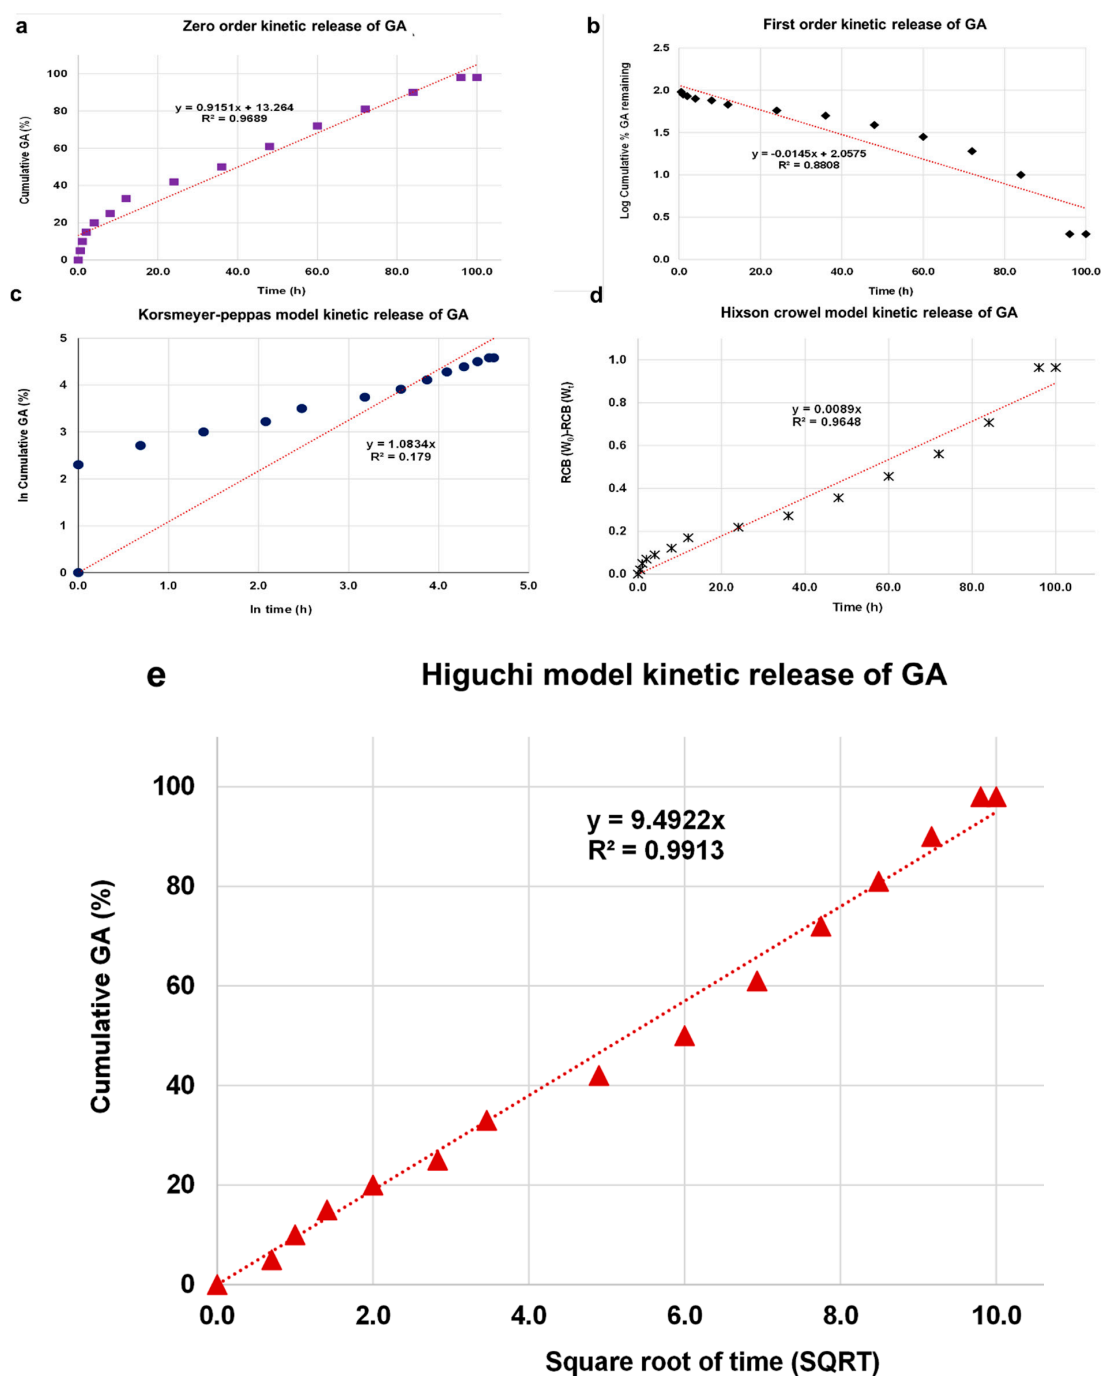 a
Zero order kinetic release of GA
Cumulative GA (%)
100
80
60
40
20
0
y = 0.9151x + 13.264
R² = 0.9689
0.0 20.0 40.0 60.0 80.0 100.0
Time (h)
b
First order kinetic release of GA
Log Cumulative % GA remaining
2.5
2.0
1.5
1.0
0.5
0.0
y = -0.0145x + 2.0575
R² = 0.8808
0.0 20.0 40.0 60.0 80.0 100.0
Time (h)
c
Korsmeyer-peppas model kinetic release of GA
ln Cumulative GA (%)
5
4
3
2
1
0
y = 1.0834x
R² = 0.179
0.0 1.0 2.0 3.0 4.0 5.0
ln time (h)
d
Hixson crowel model kinetic release of GA
RCB (W₀)-RCB (Wₜ)
1.0
0.8
0.6
0.4
0.2
0.0
y = 0.0089x
R² = 0.9648
0.0 20.0 40.0 60.0 80.0 100.0
Time (h)
e
Higuchi model kinetic release of GA
Cumulative GA (%)
100
80
60
40
20
0
y = 9.4922x
R² = 0.9913
0.0 2.0 4.0 6.0 8.0 10.0
Square root of time (SQRT)